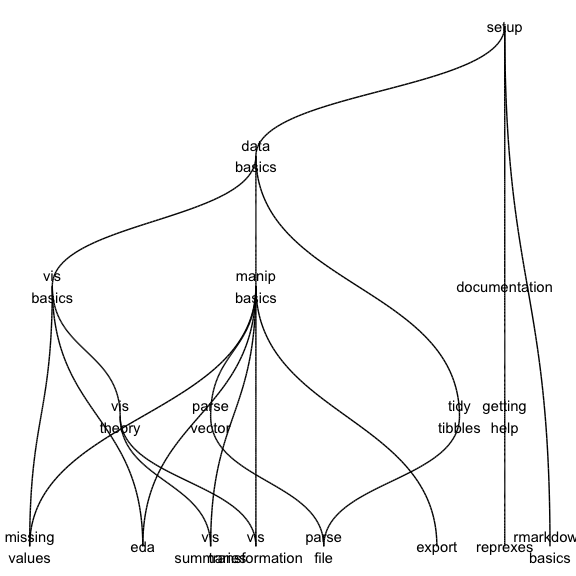 setup
data
basics
vis
basics
manip
basics
documentation
vis
theory
parse
vector
tidy
tibbles
getting
help
missing
values
eda
vis
summaries
vis
transformation
parse
file
export
reprexes
rmarkdow
basics